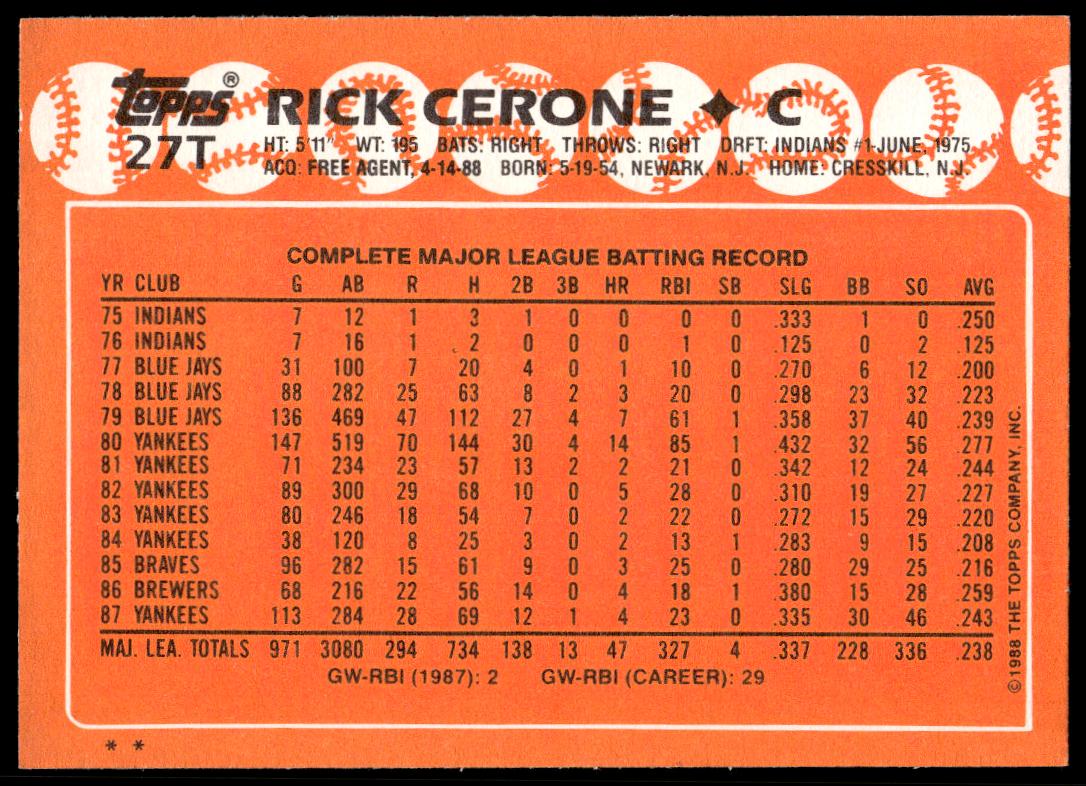 topps®
27T
RICK CERONE ♦ C
HT: 5'11" WT: 195 BATS: RIGHT THROWS: RIGHT DRFT: INDIANS #1-JUNE, 1975
ACQ: FREE AGENT, 4-14-88 BORN: 5-19-54, NEWARK, N.J. HOME: CRESSKILL, N.J.
COMPLETE MAJOR LEAGUE BATTING RECORD
YR CLUB G AB R H 2B 3B HR RBI SB SLG BB SO AVG
75 INDIANS 7 12 1 3 1 0 0 0 0 .333 1 0 .250
76 INDIANS 7 16 1 2 0 0 0 1 0 .125 0 2 .125
77 BLUE JAYS 31 100 7 20 4 0 1 10 0 .270 6 12 .200
78 BLUE JAYS 88 282 25 63 8 2 3 20 0 .298 23 32 .223
79 BLUE JAYS 136 469 47 112 27 4 7 61 1 .358 37 40 .239
80 YANKEES 147 519 70 144 30 4 14 85 1 .432 32 56 .277
81 YANKEES 71 234 23 57 13 2 2 21 0 .342 12 24 .244
82 YANKEES 89 300 29 68 10 0 5 28 0 .310 19 27 .227
83 YANKEES 80 246 18 54 7 0 2 22 0 .272 15 29 .220
84 YANKEES 38 120 8 25 3 0 2 13 1 .283 9 15 .208
85 BRAVES 96 282 15 61 9 0 3 25 0 .280 29 25 .216
86 BREWERS 68 216 22 56 14 0 4 18 1 .380 15 28 .259
87 YANKEES 113 284 28 69 12 1 4 23 0 .335 30 46 .243
MAJ. LEA. TOTALS 971 3080 294 734 138 13 47 327 4 .337 228 336 .238
GW-RBI (1987): 2 GW-RBI (CAREER): 29
©1988 THE TOPPS COMPANY, INC.
* *